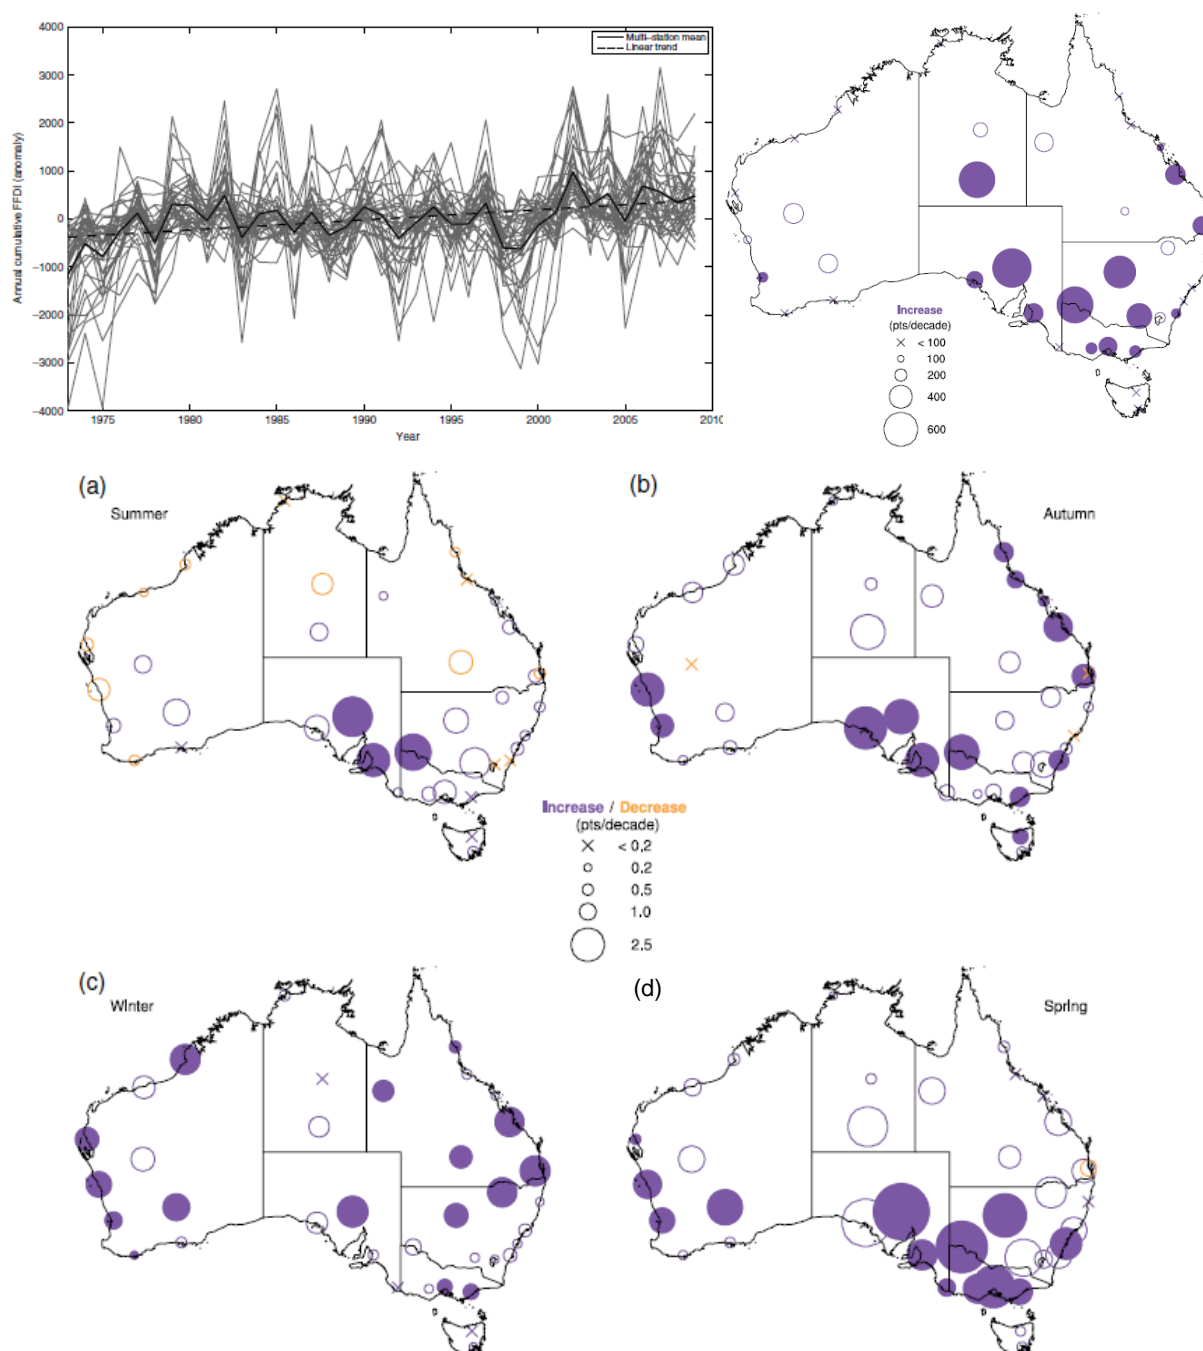 4000
3000
2000
1000
0
−1000
−2000
−3000
−4000
Annual cumulative FFDI (anomaly)
1975
1980
1985
1990
1995
2000
2005
2010
Year
Multi−station mean
Linear trend
Increase
(pts/decade)
< 100
100
200
400
600
(a)
Summer
(b)
Autumn
Increase / Decrease
(pts/decade)
< 0.2
0.2
0.5
1.0
2.5
(c)
Winter
(d)
Spring